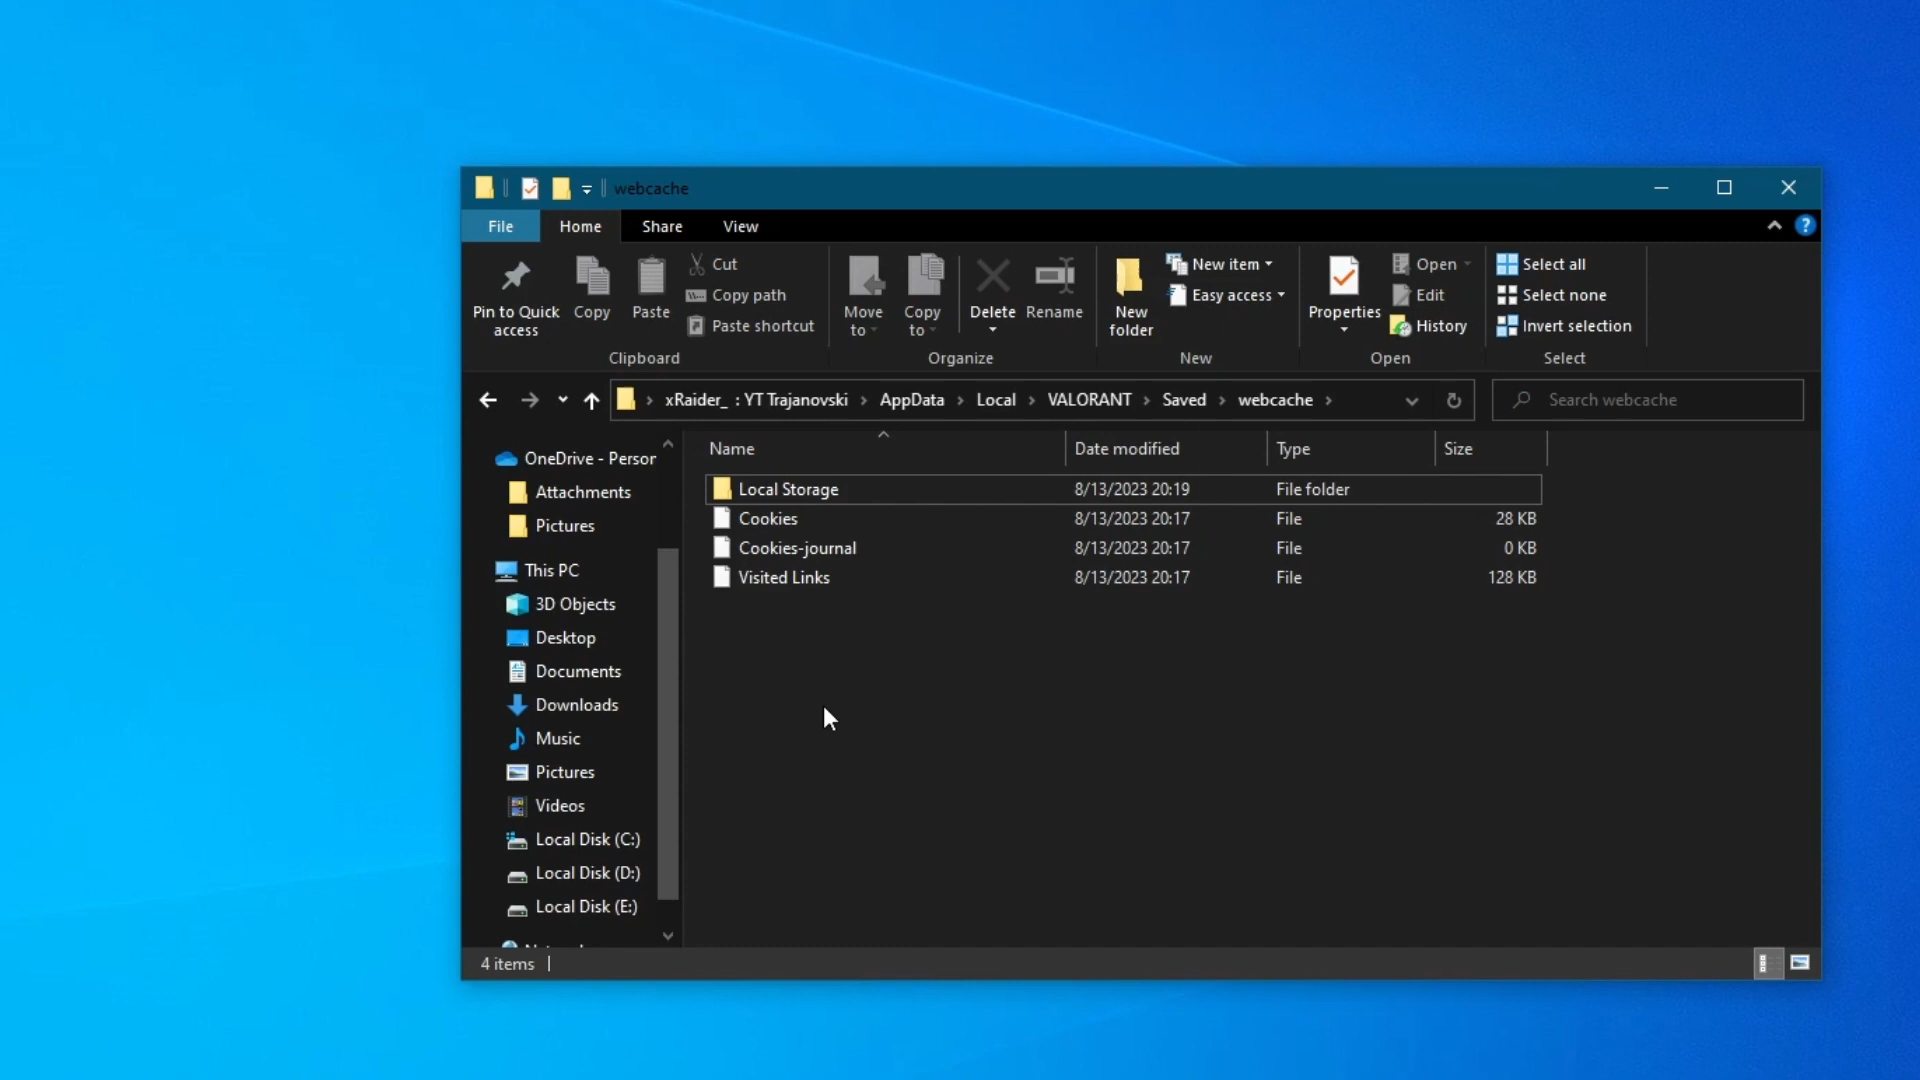 webcache
File Home Share View
Pin to Quick access
Copy
Paste
Cut
Copy path
Paste shortcut
Clipboard
Move to
Copy to
Delete
Rename
Organize
New folder
New item
Easy access
New
Properties
Open
Edit
History
Open
Select all
Select none
Invert selection
Select
xRaider_ : YT Trajanovski > AppData > Local > VALORANT > Saved > webcache >
Search webcache
OneDrive - Person
Attachments
Pictures
This PC
3D Objects
Desktop
Documents
Downloads
Music
Pictures
Videos
Local Disk (C:)
Local Disk (D:)
Local Disk (E:)
Name Date modified Type Size
Local Storage 8/13/2023 20:19 File folder
Cookies 8/13/2023 20:17 File 28 KB
Cookies-journal 8/13/2023 20:17 File 0 KB
Visited Links 8/13/2023 20:17 File 128 KB
4 items